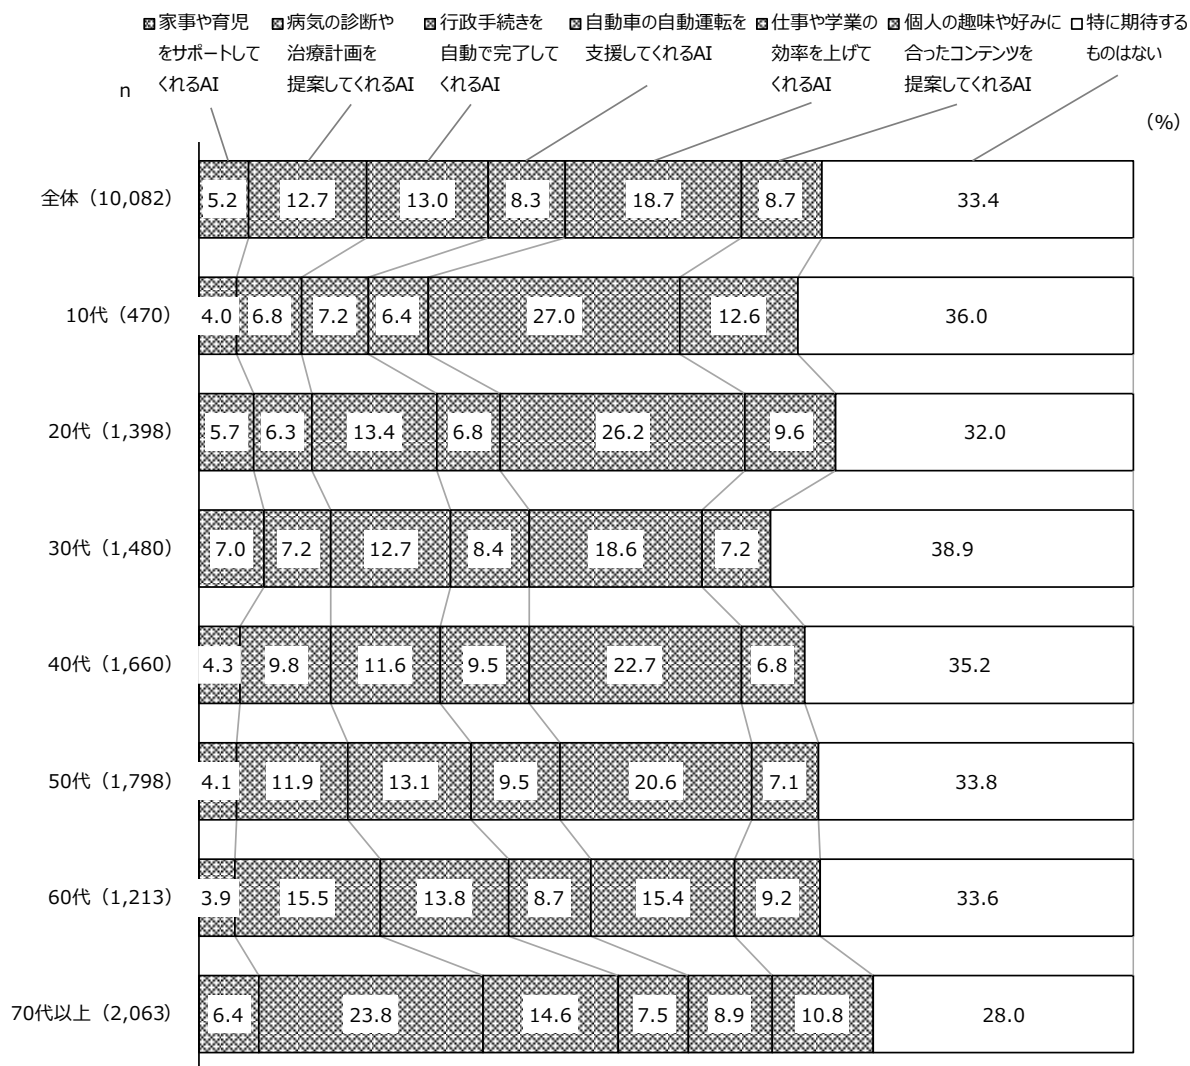 家事や育児 病気の診断や 行政手続きを 自動車の自動運転を 仕事や学業の 個人の趣味や好みに 特に期待する
をサポートして 治療計画を 自動で完了して 支援してくれるAI 効率を上げて 合ったコンテンツを ものはない
くれるAI 提案してくれるAI くれるAI くれるAI 提案してくれるAI
n
(%)
全体（10,082） 5.2 12.7 13.0 8.3 18.7 8.7 33.4
10代（470） 4.0 6.8 7.2 6.4 27.0 12.6 36.0
20代（1,398） 5.7 6.3 13.4 6.8 26.2 9.6 32.0
30代（1,480） 7.0 7.2 12.7 8.4 18.6 7.2 38.9
40代（1,660） 4.3 9.8 11.6 9.5 22.7 6.8 35.2
50代（1,798） 4.1 11.9 13.1 9.5 20.6 7.1 33.8
60代（1,213） 3.9 15.5 13.8 8.7 15.4 9.2 33.6
70代以上（2,063） 6.4 23.8 14.6 7.5 8.9 10.8 28.0